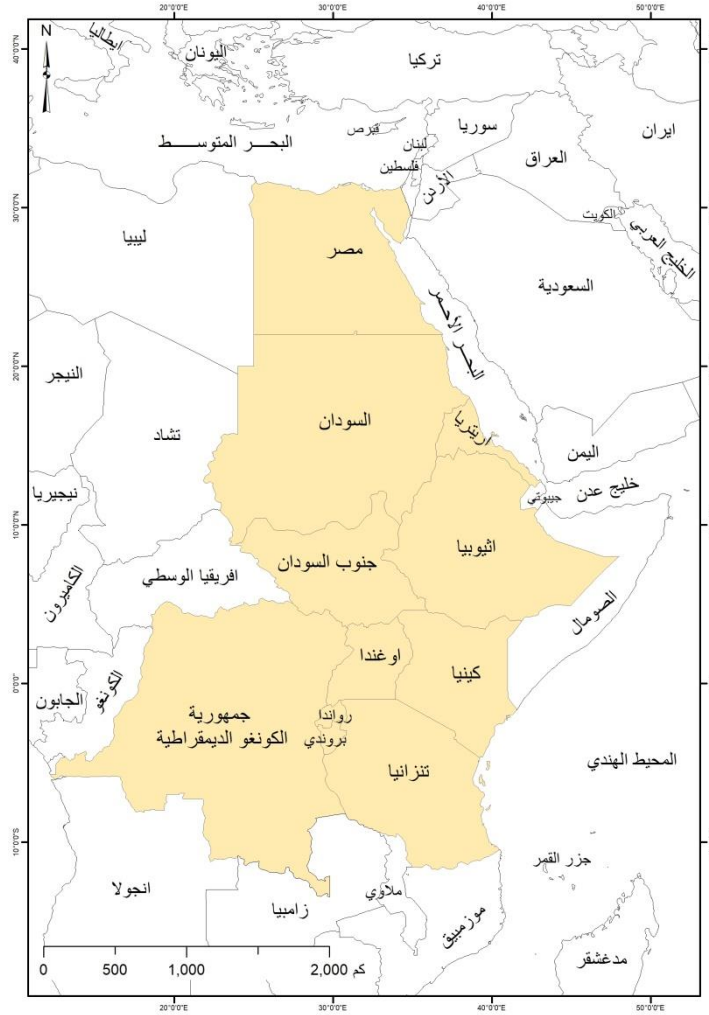 20°0'0"E 30°0'0"E 40°0'0"E 50°0'0"E
N
40°0'0"N
30°0'0"N
20°0'0"N
10°0'0"N
0°0'0"
10°0'0"S
ايطاليا
اليونان
تركيا
البحـــر المتوســــــط
قبرص
سوريا
لبنان
فلسطين
الأردن
العراق
ايران
الكويت
الخليج العربي
ليبيا
مصر
السعودية
البحـــر الأحـــمر
النيجر
تشاد
السودان
اريتريا
اليمن
خليج عدن
جيبوتي
نيجيريا
الكاميرون
افريقيا الوسطي
جنوب السودان
اثيوبيا
الصومال
الجابون
الكونغو
جمهورية
الكونغو الديمقراطية
اوغندا
كينيا
رواندا
بروندي
تنزانيا
المحيط الهندي
جزر القمر
انجولا
زامبيا
ملاوي
موزمبيق
مدغشقر
0 500 1,000 2,000 كم
20°0'0"E 30°0'0"E 40°0'0"E 50°0'0"E